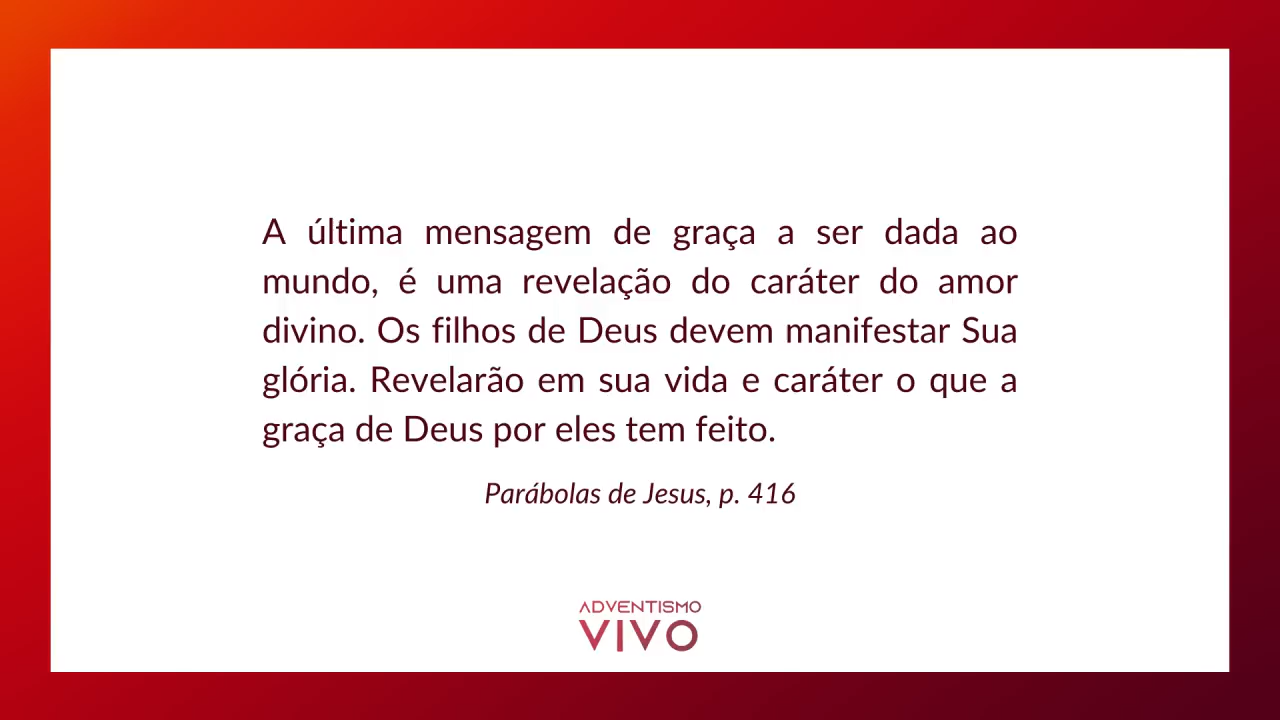 A última mensagem de graça a ser dada ao
mundo, é uma revelação do caráter do amor
divino. Os filhos de Deus devem manifestar Sua
glória. Revelarão em sua vida e caráter o que a
graça de Deus por eles tem feito.
Parábolas de Jesus, p. 416
ADVENTISMO
VIVO